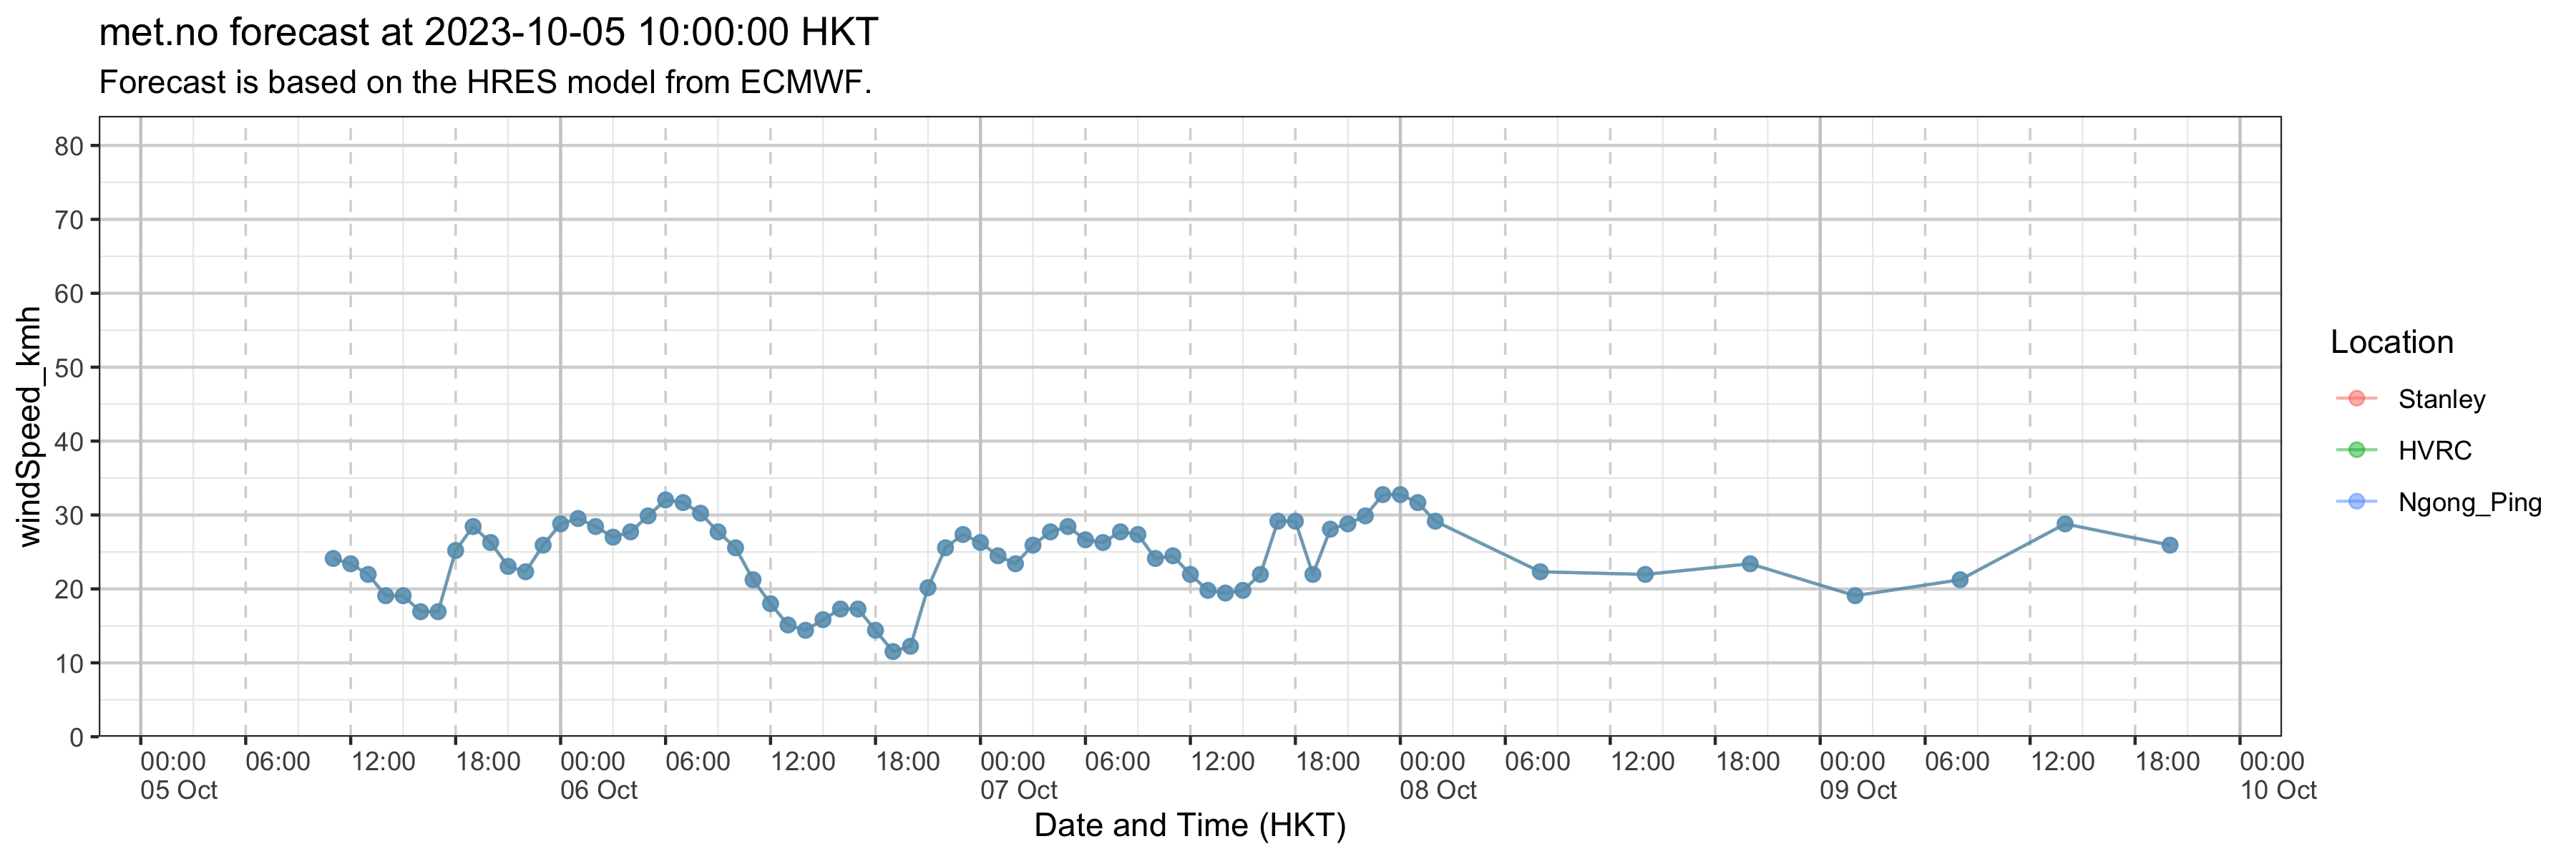 met.no forecast at 2023-10-05 10:00:00 HKT
Forecast is based on the HRES model from ECMWF.
windSpeed_kmh
80
70
60
50
40
30
20
10
0
00:00 06:00 12:00 18:00 00:00 06:00 12:00 18:00 00:00 06:00 12:00 18:00 00:00 06:00 12:00 18:00 00:00 06:00 12:00 18:00 00:00
05 Oct 06 Oct 07 Oct 08 Oct 09 Oct 10 Oct
Date and Time (HKT)
Location
Stanley
HVRC
Ngong_Ping